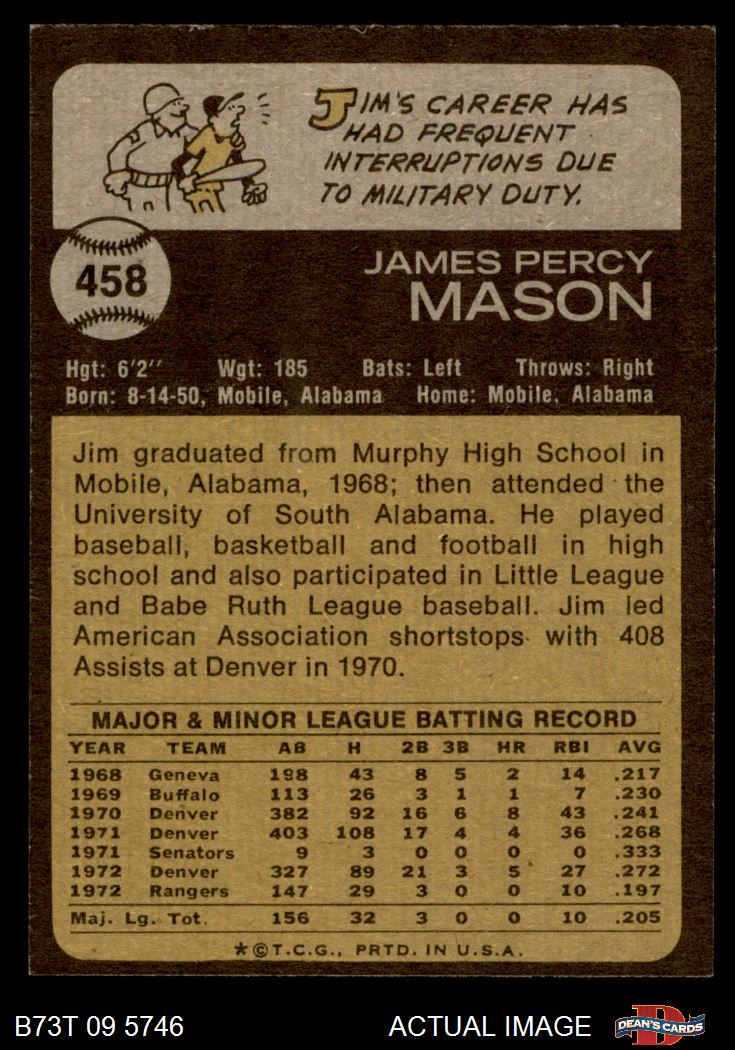 JIM'S CAREER HAS
HAD FREQUENT
INTERRUPTIONS DUE
TO MILITARY DUTY.
458
JAMES PERCY
MASON
Hgt: 6'2'' Wgt: 185 Bats: Left Throws: Right
Born: 8-14-50, Mobile, Alabama Home: Mobile, Alabama
Jim graduated from Murphy High School in
Mobile, Alabama, 1968; then attended the
University of South Alabama. He played
baseball, basketball and football in high
school and also participated in Little League
and Babe Ruth League baseball. Jim led
American Association shortstops with 408
Assists at Denver in 1970.
MAJOR & MINOR LEAGUE BATTING RECORD
YEAR TEAM AB H 2B 3B HR RBI AVG
1968 Geneva 198 43 8 5 2 14 .217
1969 Buffalo 113 26 3 1 1 7 .230
1970 Denver 382 92 16 6 8 43 .241
1971 Denver 403 108 17 4 4 36 .268
1971 Senators 9 3 0 0 0 0 .333
1972 Denver 327 89 21 3 5 27 .272
1972 Rangers 147 29 3 0 0 10 .197
Maj. Lg. Tot. 156 32 3 0 0 10 .205
*©T.C.G., PRTD. IN U.S.A.
B73T 09 5746 ACTUAL IMAGE DEAN'S CARDS